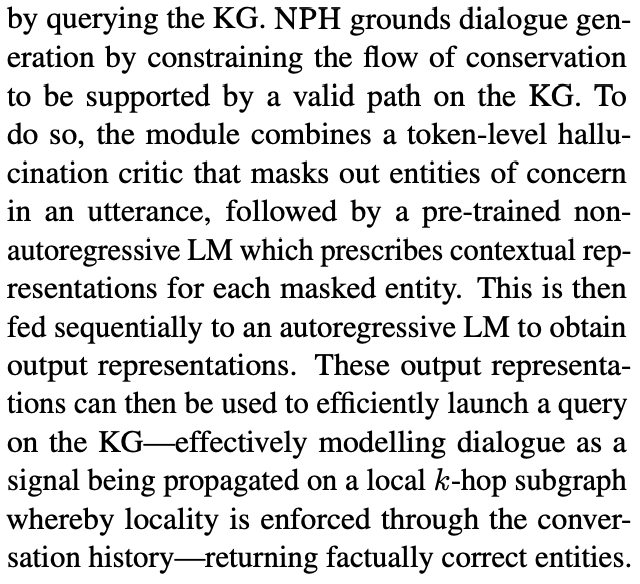 by querying the KG. NPH grounds dialogue gen-
eration by constraining the flow of conservation
to be supported by a valid path on the KG. To
do so, the module combines a token-level hallu-
cination critic that masks out entities of concern
in an utterance, followed by a pre-trained non-
autoregressive LM which prescribes contextual rep-
resentations for each masked entity. This is then
fed sequentially to an autoregressive LM to obtain
output representations. These output representa-
tions can then be used to efficiently launch a query
on the KG—effectively modelling dialogue as a
signal being propagated on a local k-hop subgraph
whereby locality is enforced through the conver-
sation history—returning factually correct entities.